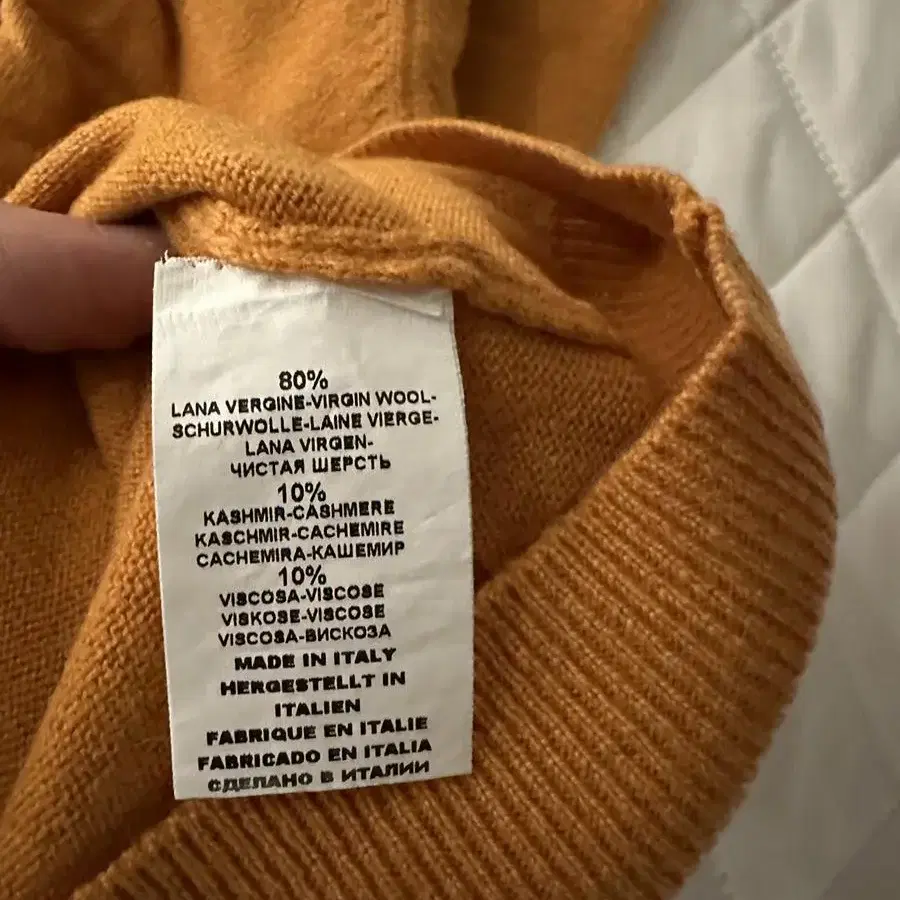 80%
LANA VERGINE-VIRGIN WOOL-
SCHURWOLLE-LAINE VIERGE-
LANA VIRGEN-
ЧИСТАЯ ШЕРСТЬ
10%
KASHMIR-CASHMERE
KASCHMIR-CACHEMIRE
CACHEMIRA-КАШЕМИР
10%
VISCOSA-VISCOSE
VISKOSE-VISCOSE
VISCOSA-ВИСКОЗА
MADE IN ITALY
HERGESTELLT IN
ITALIEN
FABRIQUE EN ITALIE
FABRICADO EN ITALIA
СДЕЛАНО В ИТАЛИИ